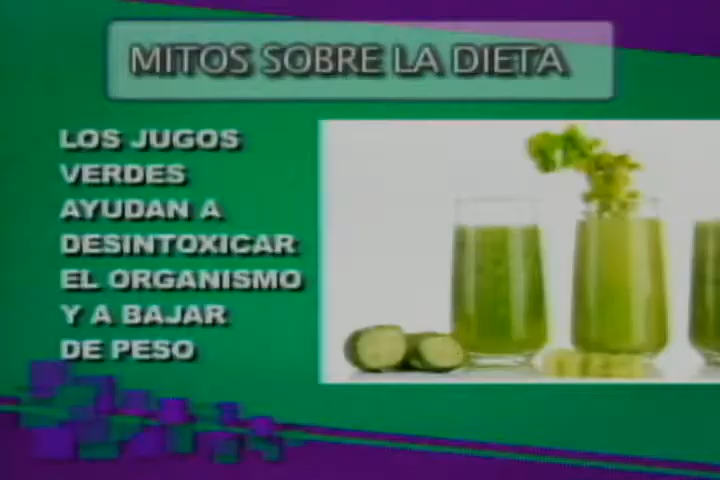 MITOS SOBRE LA DIETA
LOS JUGOS
VERDES
AYUDAN A
DESINTOXICAR
EL ORGANISMO
Y A BAJAR
DE PESO